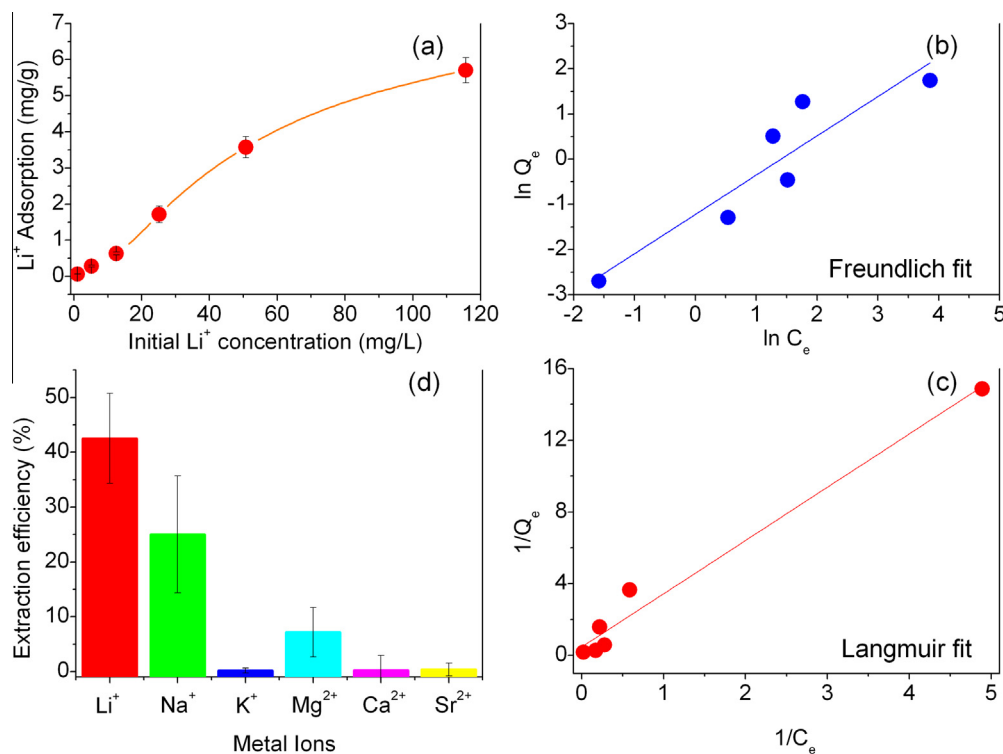 (a)
Li⁺ Adsorption (mg/g)
7
6
5
4
3
2
1
0
0 20 40 60 80 100 120
Initial Li⁺ concentration (mg/L)
(b)
ln Qₑ
2
1
0
-1
-2
-3
-2 -1 0 1 2 3 4 5
ln Cₑ
Freundlich fit
(d)
Extraction efficiency (%)
50
40
30
20
10
0
Li⁺ Na⁺ K⁺ Mg²⁺ Ca²⁺ Sr²⁺
Metal Ions
(c)
1/Qₑ
16
12
8
4
0
0 1 2 3 4 5
1/Cₑ
Langmuir fit